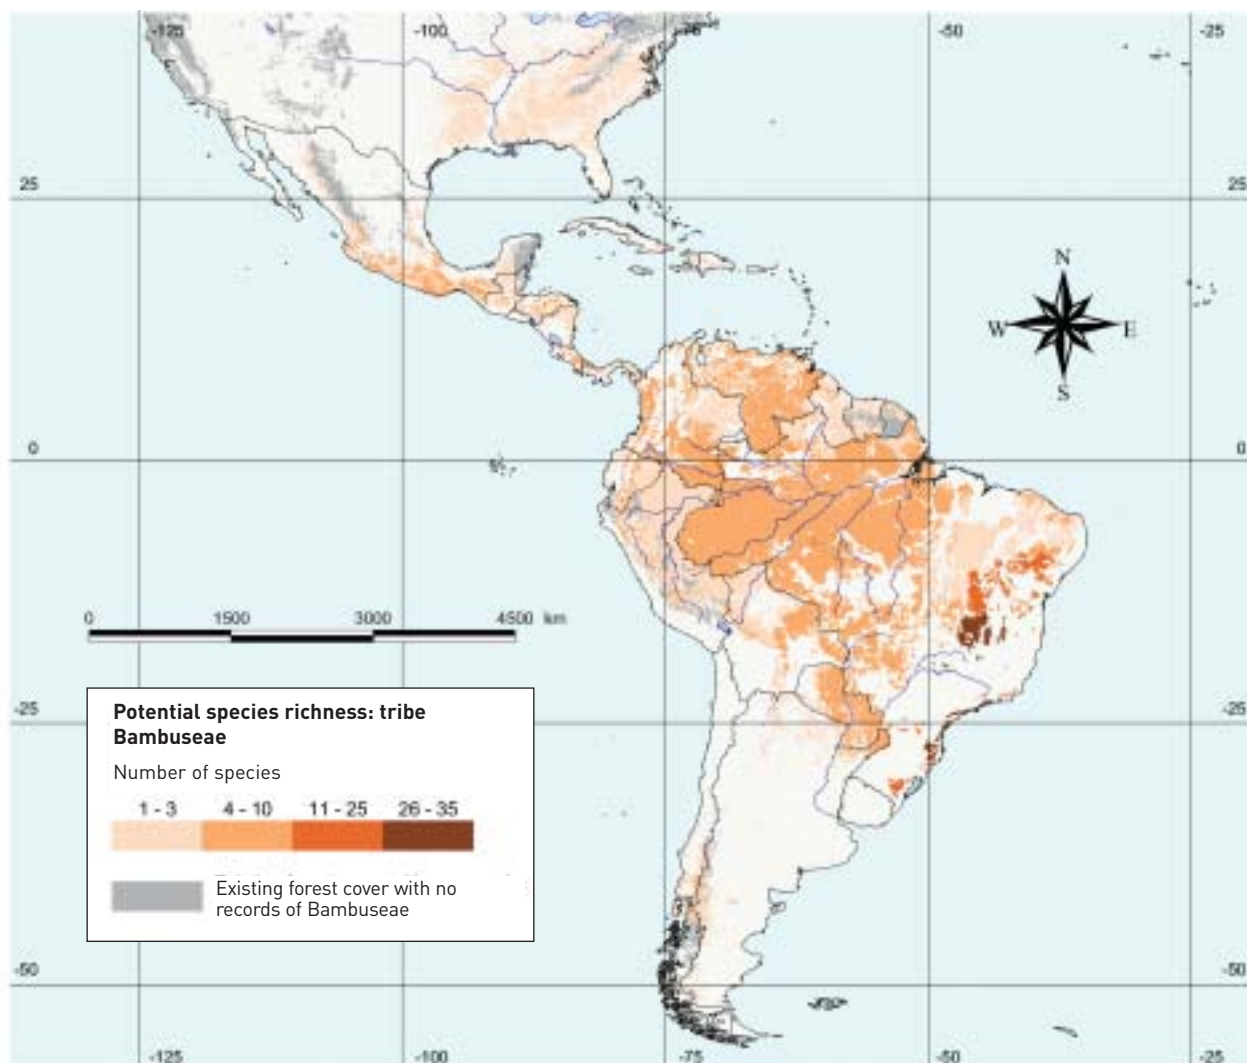 -125
-100
-75
-50
-25
25
25
N
W
E
S
0
0
0
1500
3000
4500
km
-25
-25
Potential species richness: tribe
Bambuseae
Number of species
1 - 3
4 - 10
11 - 25
26 - 35
Existing forest cover with no
records of Bambuseae
-50
-50
-125
-100
-75
-50
-25